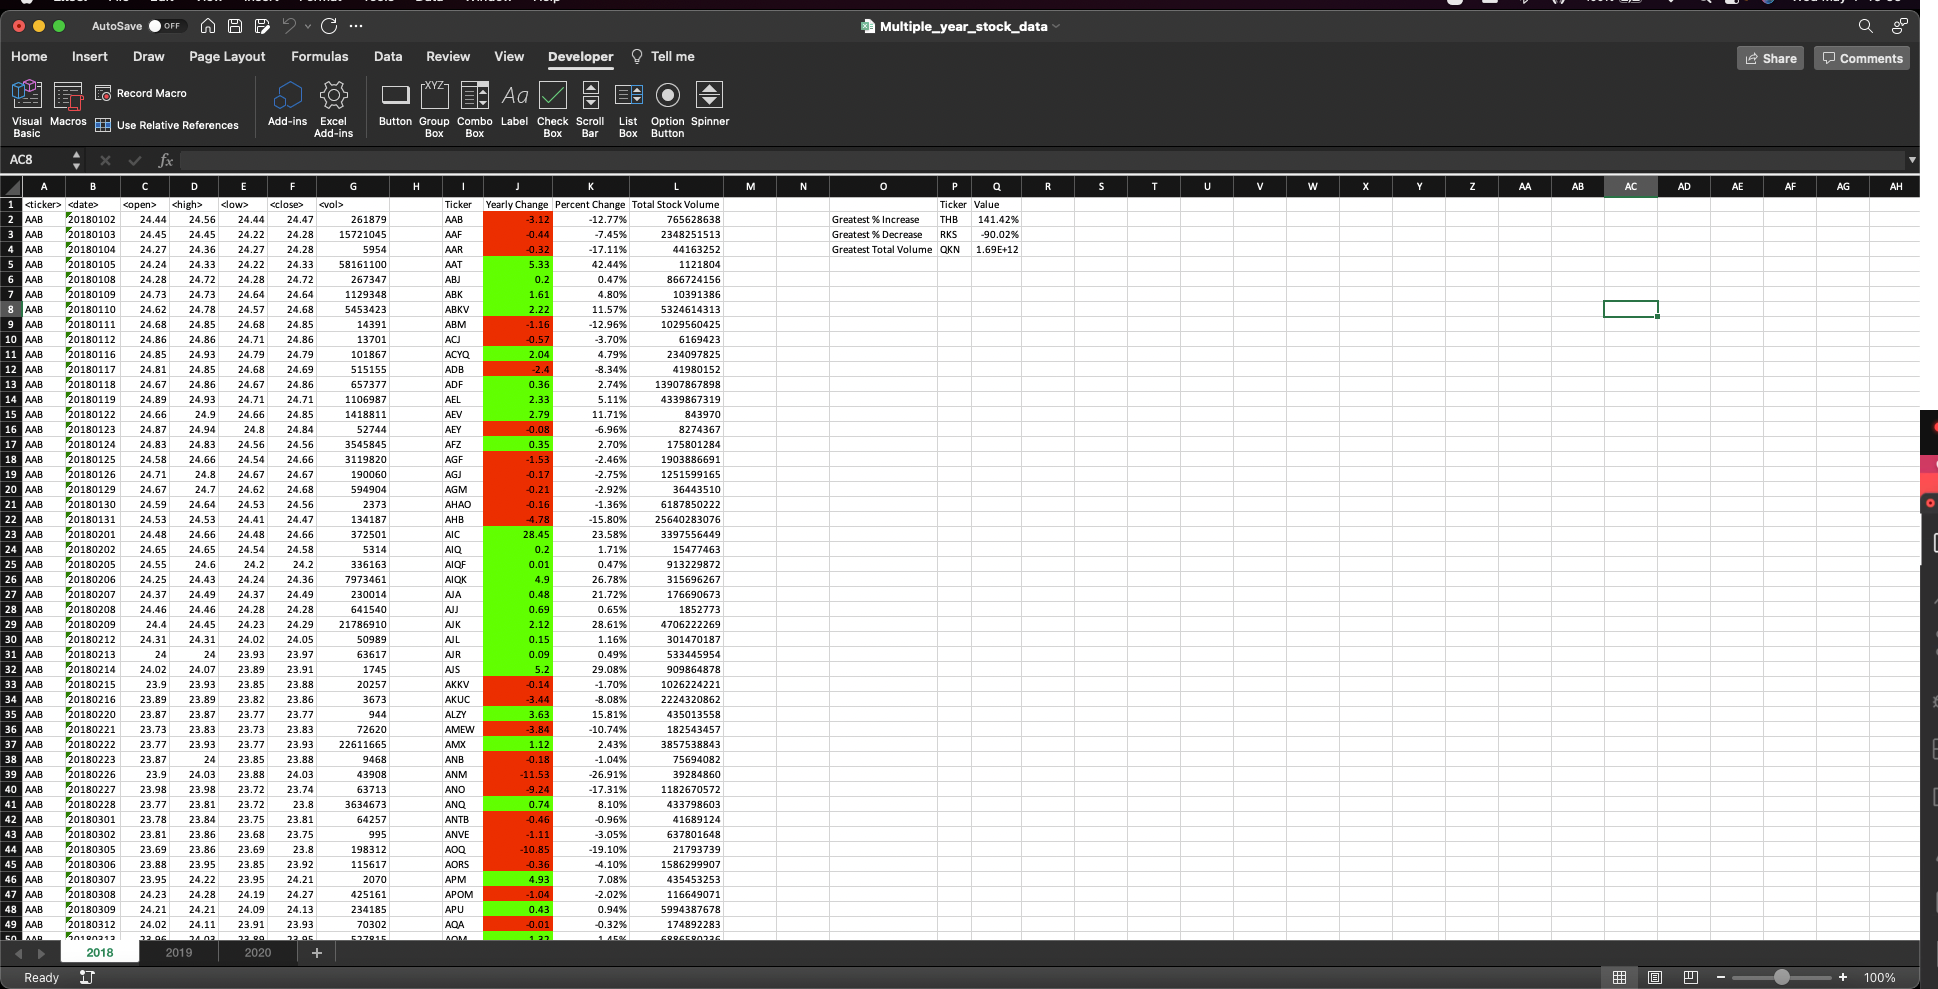 AutoSave OFF Multiple_year_stock_data
Home Insert Draw Page Layout Formulas Data Review View Developer Tell me Share Comments
Visual Basic Macros Record Macro Use Relative References Add-ins Excel Add-ins Button Group Box Combo Box Label Check Box Scroll Bar List Box Option Button Spinner
AC8 fx
A B C D E F G H I J K L M N O P Q R S T U V W X Y Z AA AB AC AD AE AF AG AH
1 <ticker> <date> <open> <high> <low> <close> <vol> Ticker Yearly Change Percent Change Total Stock Volume Ticker Value
2 AAB 20180102 24.44 24.56 24.44 24.47 261879 AAB -3.12 -12.77% 765628638 Greatest % Increase THB 141.42%
3 AAB 20180103 24.45 24.45 24.22 24.28 15721045 AAF -0.44 -7.45% 2348251513 Greatest % Decrease RKS -90.02%
4 AAB 20180104 24.27 24.36 24.27 24.28 5954 AAR -0.32 -17.11% 44163252 Greatest Total Volume QKN 1.69E+12
5 AAB 20180105 24.24 24.33 24.22 24.33 58161100 AAT 5.33 42.44% 1121804
6 AAB 20180108 24.28 24.72 24.28 24.72 267347 ABJ 0.2 0.47% 866724156
7 AAB 20180109 24.73 24.73 24.64 24.64 1129348 ABK 1.61 4.80% 10391386
8 AAB 20180110 24.62 24.78 24.57 24.68 5453423 ABKV 2.22 11.57% 5324614313
9 AAB 20180111 24.68 24.85 24.68 24.85 14391 ABM -1.16 -12.96% 1029560425
10 AAB 20180112 24.86 24.86 24.71 24.86 13701 ACJ -0.57 -3.70% 6169423
11 AAB 20180116 24.85 24.93 24.79 24.79 101867 ACYQ 2.04 4.79% 234097825
12 AAB 20180117 24.81 24.85 24.68 24.69 515155 ADB -2.4 -8.34% 41980152
13 AAB 20180118 24.67 24.86 24.67 24.86 657377 ADF 0.36 2.74% 13907867898
14 AAB 20180119 24.89 24.93 24.71 24.71 1106987 AEL 2.33 5.11% 4339867319
15 AAB 20180122 24.66 24.9 24.66 24.85 1418811 AEV 2.79 11.71% 843970
16 AAB 20180123 24.87 24.94 24.8 24.84 52744 AEY -0.08 -6.96% 8274367
17 AAB 20180124 24.83 24.83 24.56 24.56 3545845 AFZ 0.35 2.70% 175801284
18 AAB 20180125 24.58 24.66 24.54 24.66 3119820 AGF -1.53 -2.46% 1903886691
19 AAB 20180126 24.71 24.8 24.67 24.67 190060 AGJ -0.17 -2.75% 1251599165
20 AAB 20180129 24.67 24.7 24.62 24.68 594904 AGM -0.21 -2.92% 36443510
21 AAB 20180130 24.59 24.64 24.53 24.56 2373 AHAO -0.16 -1.36% 6187850222
22 AAB 20180131 24.53 24.53 24.41 24.47 134187 AHB -4.78 -15.80% 25640283076
23 AAB 20180201 24.48 24.66 24.48 24.66 372501 AIC 28.45 23.58% 3397556449
24 AAB 20180202 24.65 24.65 24.54 24.58 5314 AIQ 0.2 1.71% 15477463
25 AAB 20180205 24.55 24.6 24.2 24.2 336163 AIQF 0.01 0.47% 913229872
26 AAB 20180206 24.25 24.43 24.24 24.36 7973461 AIQK 4.9 26.78% 315696267
27 AAB 20180207 24.37 24.49 24.37 24.49 230014 AJA 0.48 21.72% 176690673
28 AAB 20180208 24.46 24.46 24.28 24.28 641540 AJJ 0.69 0.65% 1852773
29 AAB 20180209 24.4 24.45 24.23 24.29 21786910 AJK 2.12 28.61% 4706222269
30 AAB 20180212 24.31 24.31 24.02 24.05 50989 AJL 0.15 1.16% 301470187
31 AAB 20180213 24 24 23.93 23.97 63617 AJR 0.09 0.49% 533445954
32 AAB 20180214 24.02 24.07 23.89 23.91 1745 AJS 5.2 29.08% 909864878
33 AAB 20180215 23.9 23.93 23.85 23.88 20257 AKKV -0.14 -1.70% 1026224221
34 AAB 20180216 23.89 23.89 23.82 23.86 3673 AKUC -3.44 -8.08% 2224320862
35 AAB 20180220 23.87 23.87 23.77 23.77 944 ALZY 3.63 15.81% 435013558
36 AAB 20180221 23.73 23.83 23.73 23.83 72620 AMEW -3.84 -10.74% 182543457
37 AAB 20180222 23.77 23.93 23.77 23.93 22611665 AMX 1.12 2.43% 3857538843
38 AAB 20180223 23.87 24 23.85 23.88 9468 ANB -0.18 -1.04% 75694082
39 AAB 20180226 23.9 24.03 23.88 24.03 43908 ANM -11.53 -26.91% 39284860
40 AAB 20180227 23.98 23.98 23.72 23.74 63713 ANO -9.24 -17.31% 1182670572
41 AAB 20180228 23.77 23.81 23.72 23.8 3634673 ANQ 0.74 8.10% 433798603
42 AAB 20180301 23.78 23.84 23.75 23.81 64257 ANTB -0.46 -0.96% 41689124
43 AAB 20180302 23.81 23.86 23.68 23.75 995 ANVE -1.11 -3.05% 637801648
44 AAB 20180305 23.69 23.86 23.69 23.8 198312 AOQ -10.85 -19.10% 21793739
45 AAB 20180306 23.88 23.95 23.85 23.92 115617 AORS -0.36 -4.10% 1586299907
46 AAB 20180307 23.95 24.22 23.95 24.21 2070 APM 4.93 7.08% 435453253
47 AAB 20180308 24.23 24.28 24.19 24.27 425161 APOM -1.04 -2.02% 116649071
48 AAB 20180309 24.21 24.21 24.09 24.13 234185 APU 0.43 0.94% 5994387678
49 AAB 20180312 24.02 24.11 23.91 23.93 70302 AQA -0.01 -0.32% 174892283
2018 2019 2020 +
Ready - + 100%